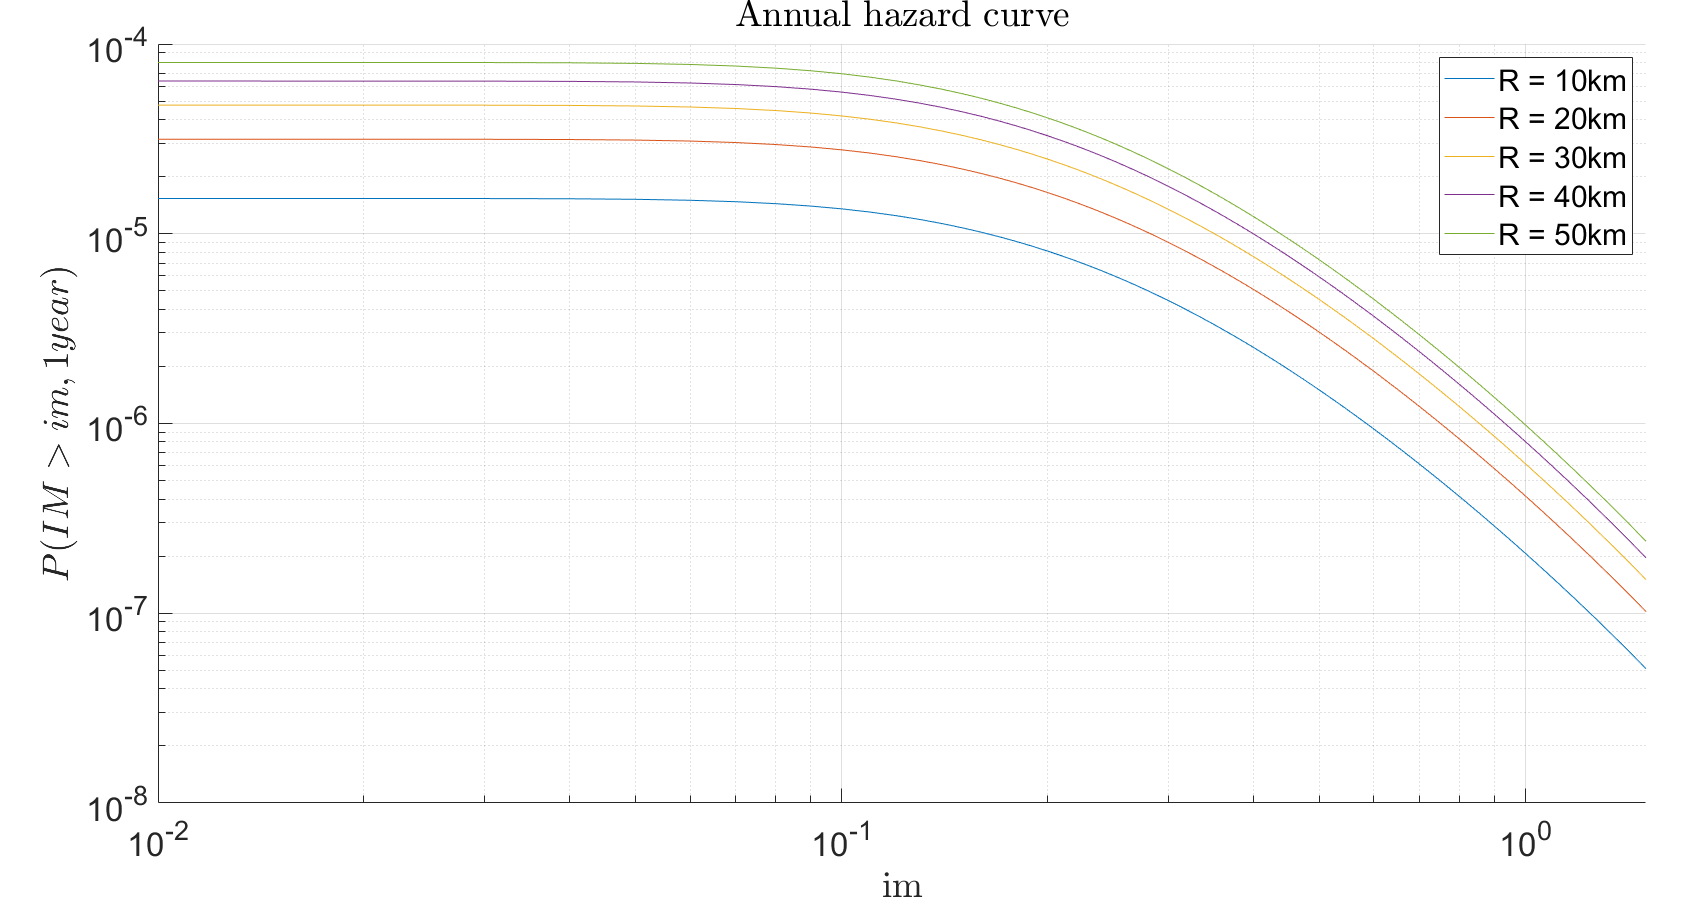 Annual hazard curve
10^-4
10^-5
10^-6
10^-7
10^-8
P(IM > im, 1year)
R = 10km
R = 20km
R = 30km
R = 40km
R = 50km
10^-2
10^-1
10^0
im